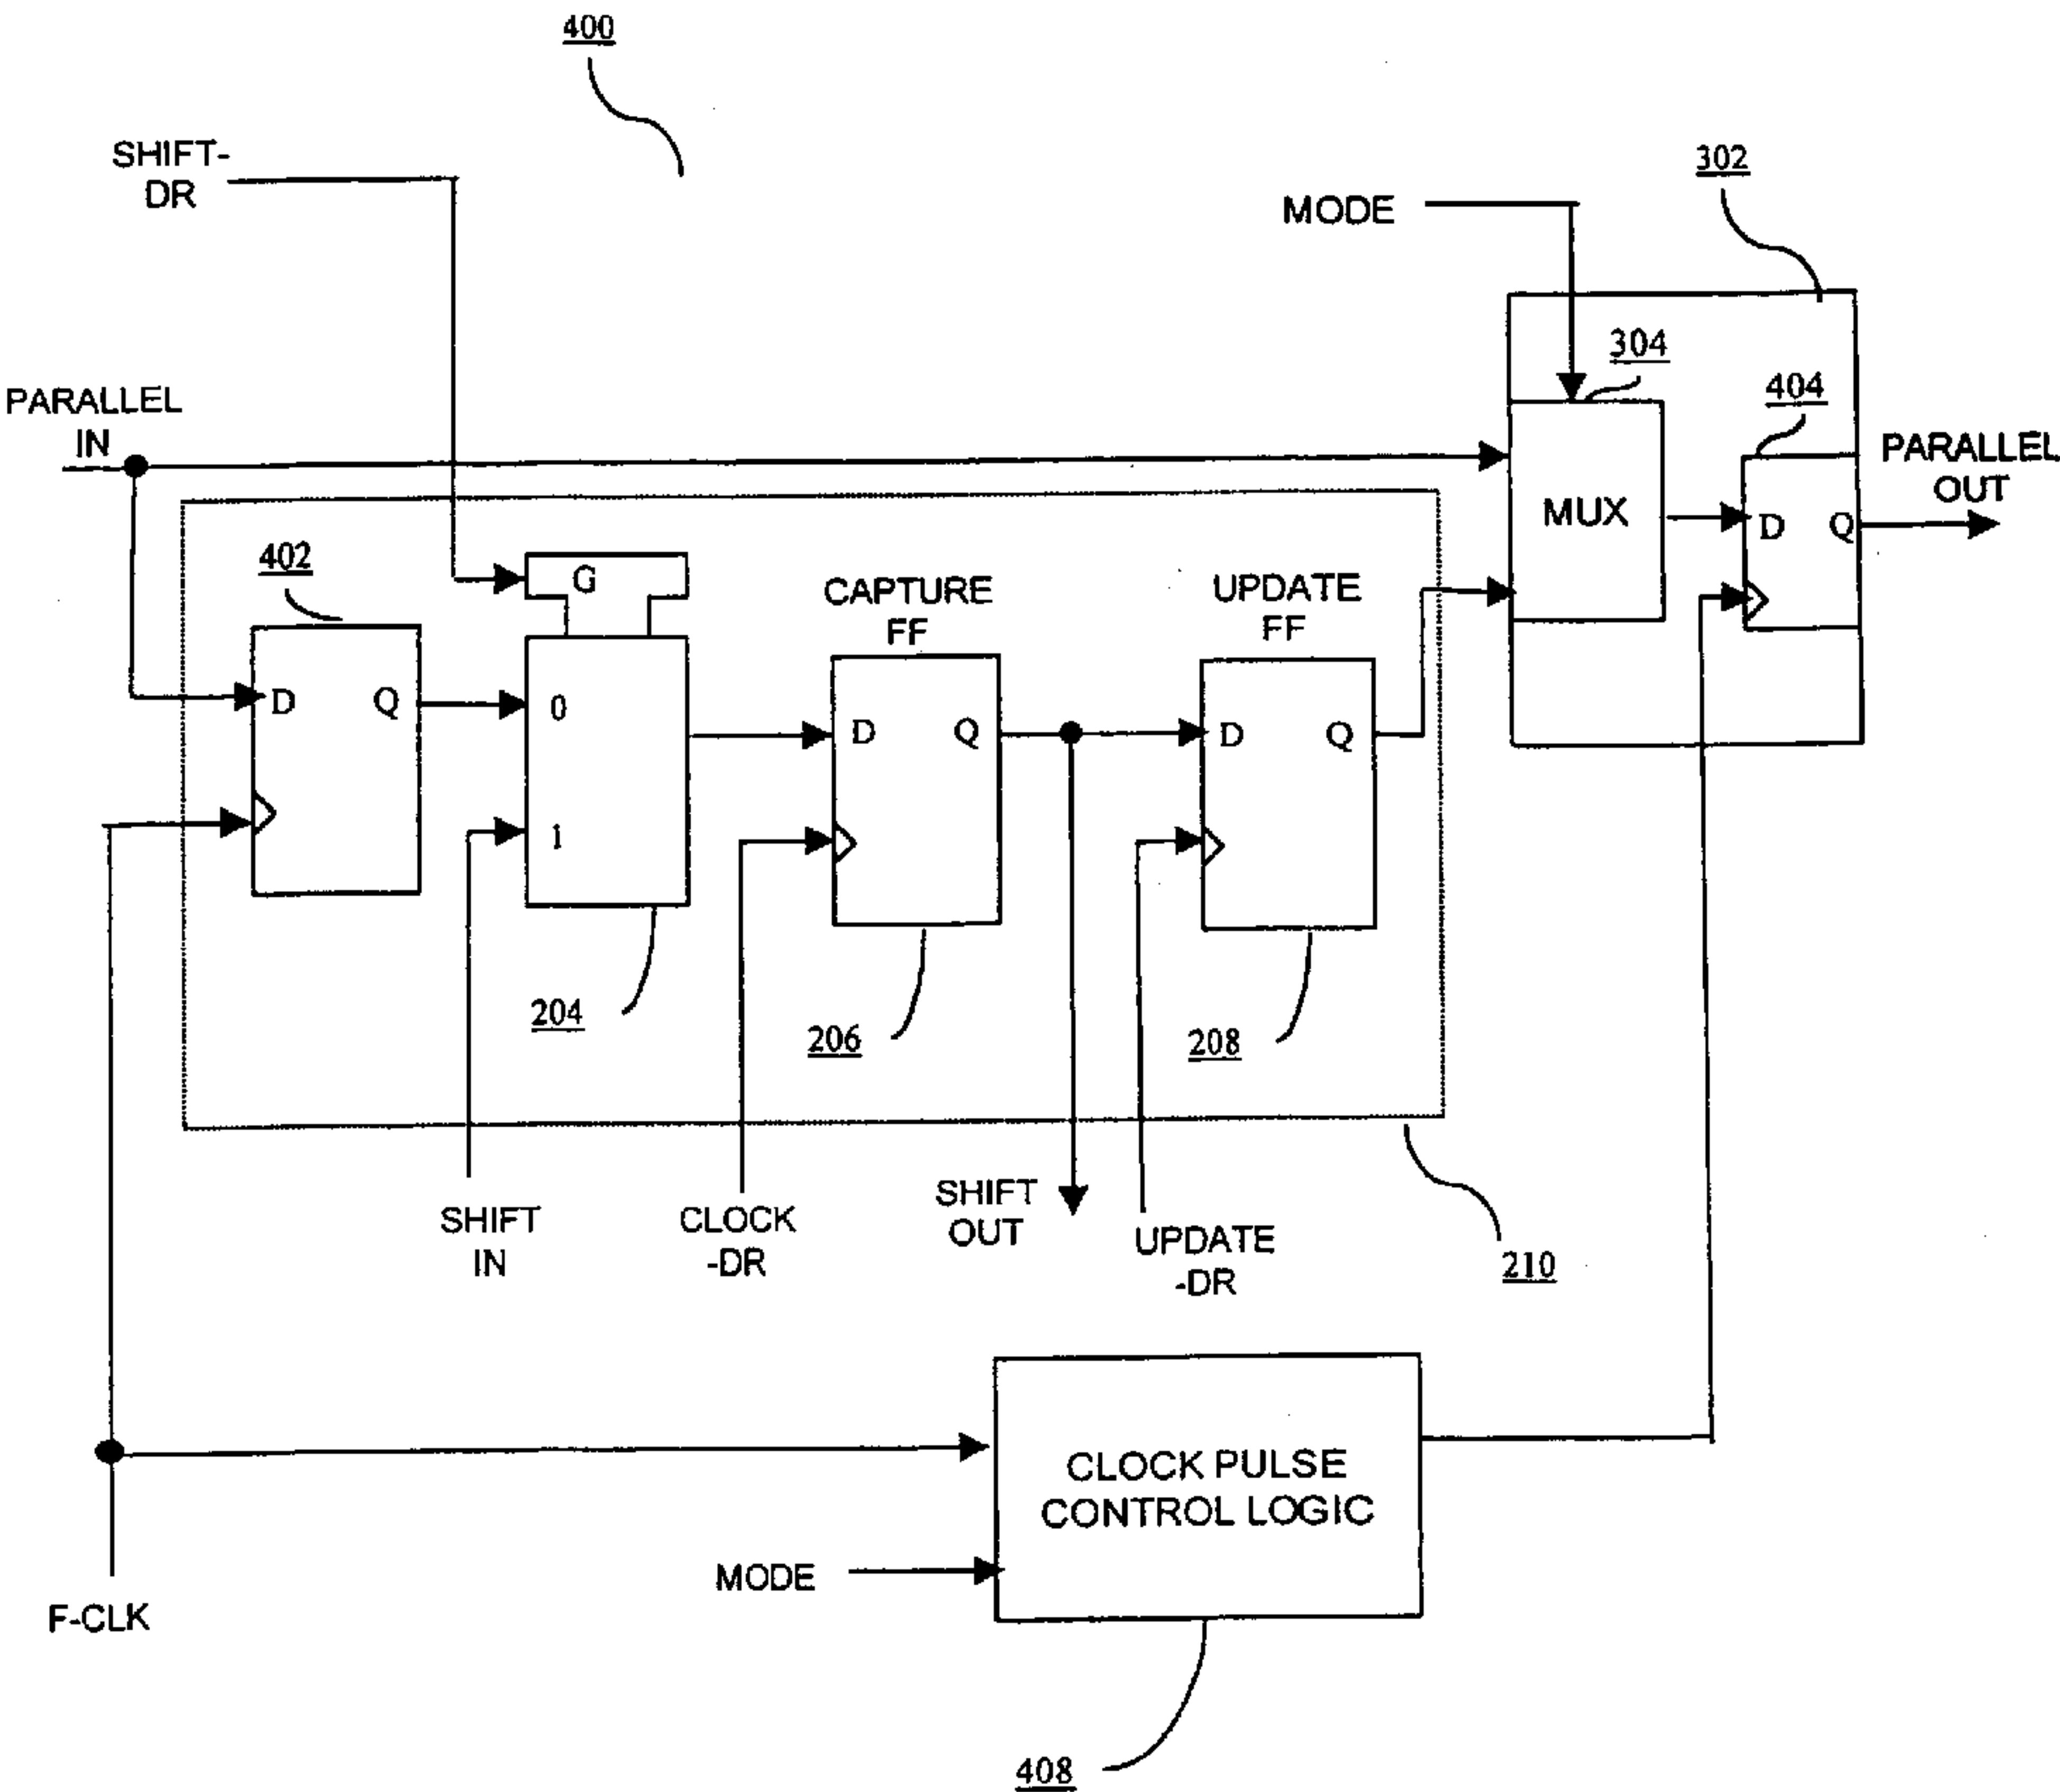 400
SHIFT-
DR
302
MODE
304
404
PARALLEL
IN
PARALLEL
OUT
MUX
D
Q
402
G
CAPTURE
FF
UPDATE
FF
D
Q
0
1
D
Q
D
Q
204
206
208
SHIFT
IN
CLOCK
-DR
SHIFT
OUT
UPDATE
-DR
210
CLOCK PULSE
CONTROL LOGIC
MODE
F-CLK
408